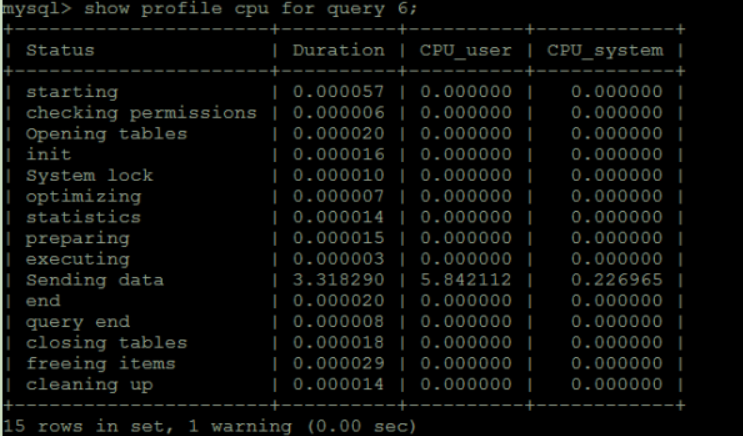 mysql> show profile cpu for query 6;
+----------------------+----------+----------+------------+
| Status               | Duration | CPU_user | CPU_system |
+----------------------+----------+----------+------------+
| starting             | 0.000057 | 0.000000 |   0.000000 |
| checking permissions | 0.000006 | 0.000000 |   0.000000 |
| Opening tables       | 0.000020 | 0.000000 |   0.000000 |
| init                 | 0.000016 | 0.000000 |   0.000000 |
| System lock          | 0.000010 | 0.000000 |   0.000000 |
| optimizing           | 0.000007 | 0.000000 |   0.000000 |
| statistics           | 0.000014 | 0.000000 |   0.000000 |
| preparing            | 0.000015 | 0.000000 |   0.000000 |
| executing            | 0.000003 | 0.000000 |   0.000000 |
| Sending data         | 3.318290 | 5.842112 |   0.226965 |
| end                  | 0.000020 | 0.000000 |   0.000000 |
| query end            | 0.000008 | 0.000000 |   0.000000 |
| closing tables       | 0.000018 | 0.000000 |   0.000000 |
| freeing items        | 0.000029 | 0.000000 |   0.000000 |
| cleaning up          | 0.000014 | 0.000000 |   0.000000 |
+----------------------+----------+----------+------------+
15 rows in set, 1 warning (0.00 sec)